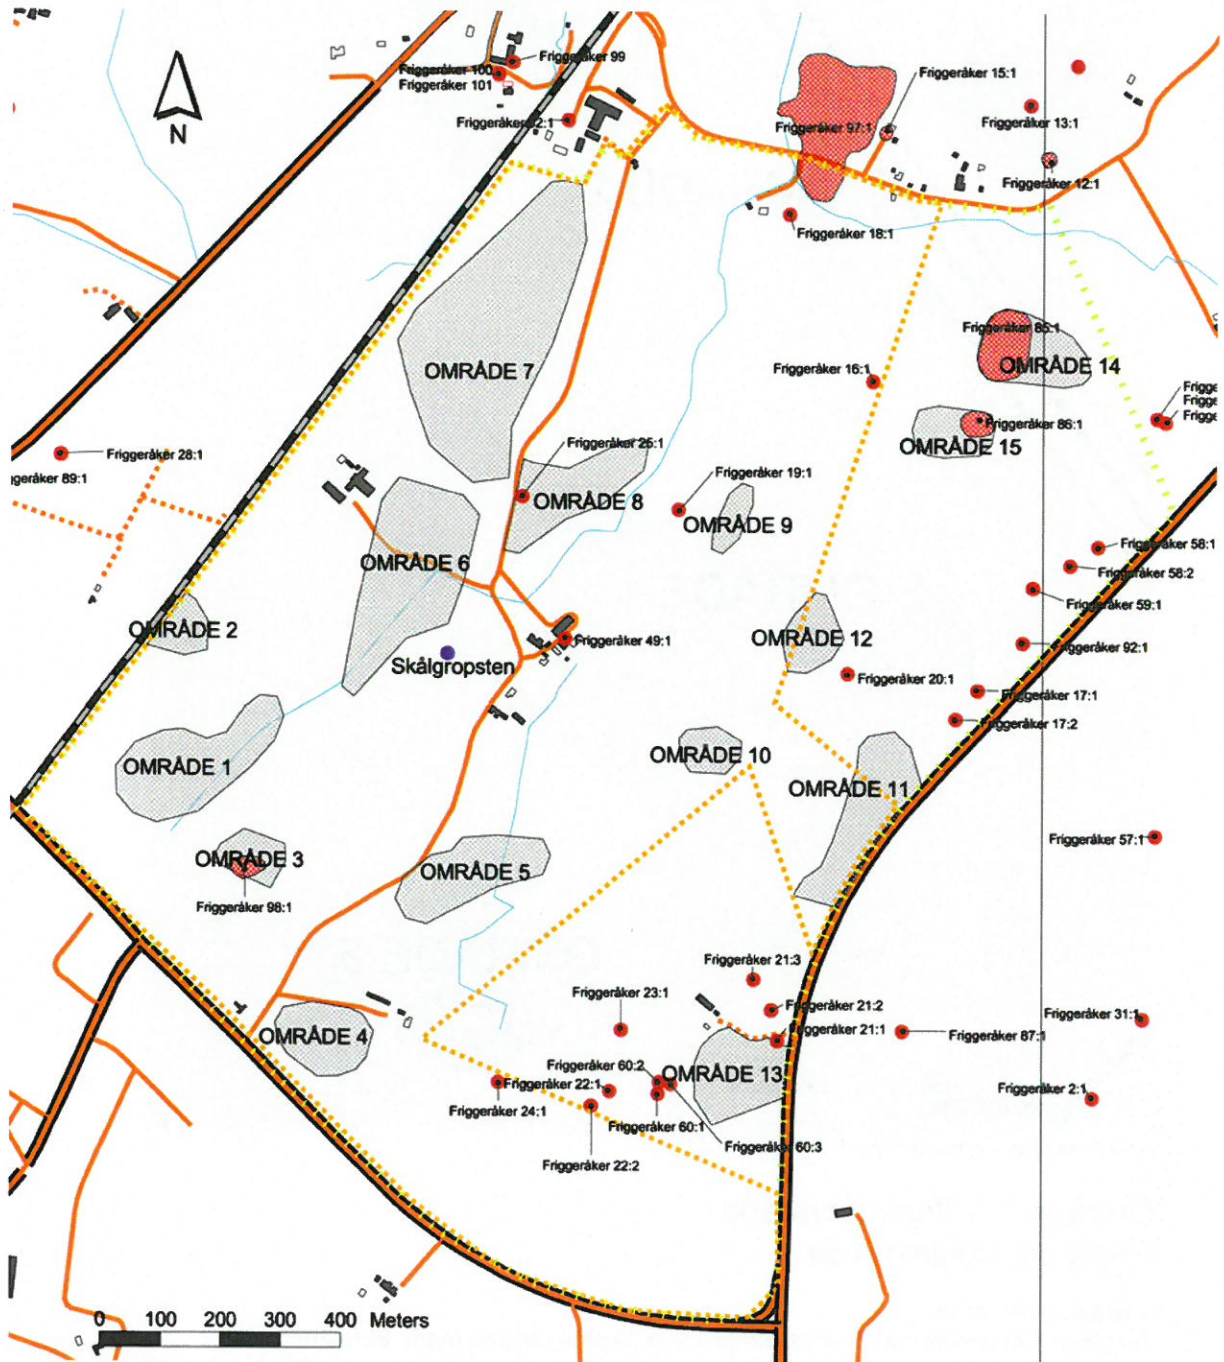 Friggeråker 99
Friggeråker 100
Friggeråker 101
Friggeråker 15:1
Friggeråker 13:1
Friggeråker 97:1
Friggeråker 12:1
N
Friggeråker 18:1
Friggeråker 85:1
OMRÅDE 7
OMRÅDE 14
Friggeråker 16:1
Frigge
Frigge
Frigge
Friggeråker 86:1
Friggeråker 25:1
OMRÅDE 15
Friggeråker 28:1
ggeråker 89:1
Friggeråker 19:1
OMRÅDE 8
OMRÅDE 9
Friggeråker 58:1
OMRÅDE 6
Friggeråker 58:2
Friggeråker 59:1
OMRÅDE 2
OMRÅDE 12
Friggeråker 49:1
Friggeråker 92:1
Skålgropsten
Friggeråker 20:1
Friggeråker 17:1
Friggeråker 17:2
OMRÅDE 10
OMRÅDE 1
OMRÅDE 11
Friggeråker 57:1
OMRÅDE 3
OMRÅDE 5
Friggeråker 98:1
Friggeråker 21:3
Friggeråker 23:1
Friggeråker 21:2
Friggeråker 31:1
OMRÅDE 4
Friggeråker 21:1
Friggeråker 87:1
Friggeråker 60:2
OMRÅDE 13
Friggeråker 22:1
Friggeråker 2:1
Friggeråker 24:1
Friggeråker 60:1
Friggeråker 60:3
Friggeråker 22:2
0 100 200 300 400 Meters